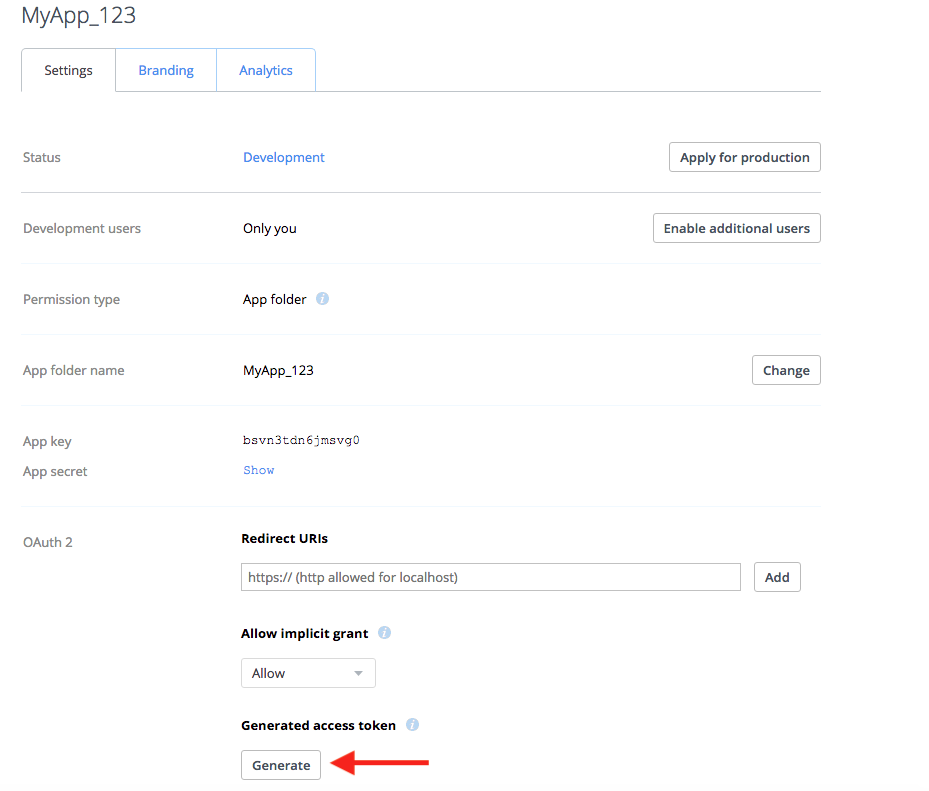 MyApp_123
Settings Branding Analytics
Status Development Apply for production
Development users Only you Enable additional users
Permission type App folder i
App folder name MyApp_123 Change
App key bsvn3tdn6jmsvg0
App secret Show
OAuth 2 Redirect URIs
https:// (http allowed for localhost) Add
Allow implicit grant i
Allow
Generated access token i
Generate